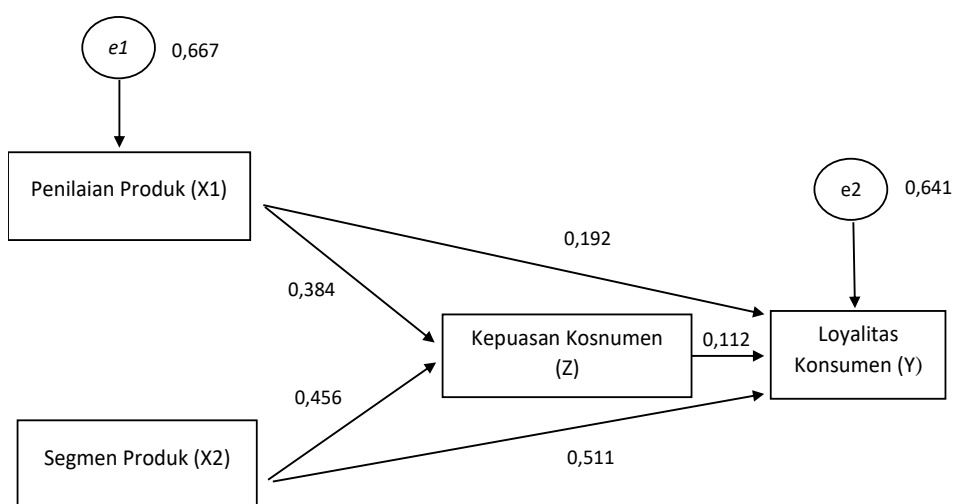 e1
0,667
Penilaian Produk (X1)
e2
0,641
0,192
0,384
Kepuasan Kosnumen
(Z)
0,112
Loyalitas
Konsumen (Y)
0,456
Segmen Produk (X2)
0,511